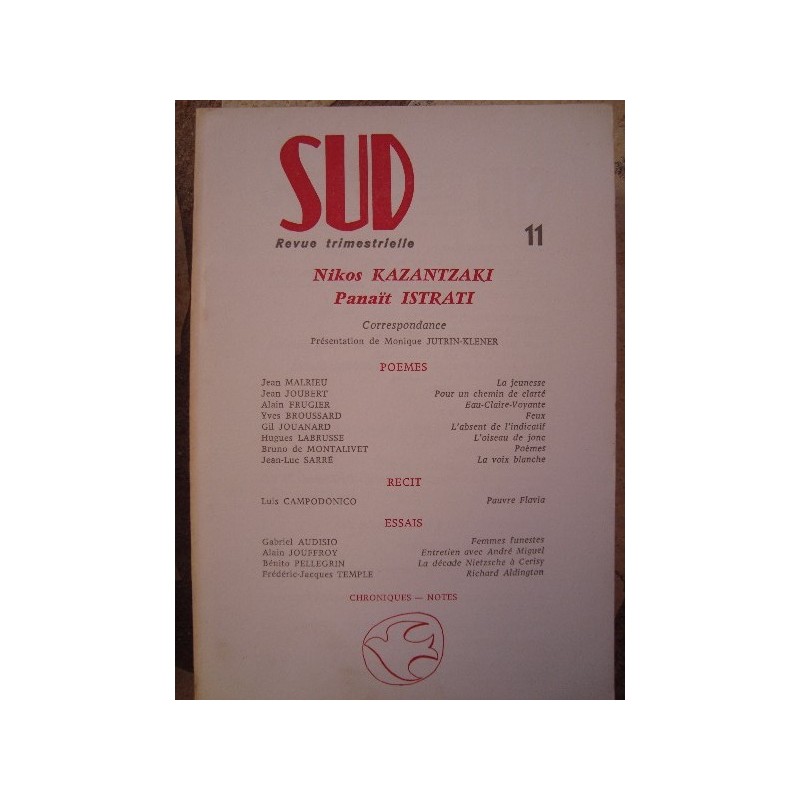 SUD
Revue trimestrielle 11
Nikos KAZANTZAKI
Panaït ISTRATI
Correspondance
Présentation de Monique JUTRIN-KLENER
POEMES
Jean MALRIEU La jeunesse
Jean JOUBERT Pour un chemin de clarté
Alain FRUGIER Eau-Claire-Voyante
Yves BROUSSARD Feux
Gil JOUANARD L'absent de l'indicatif
Hugues LABRUSSE L'oiseau de jonc
Bruno de MONTALIVET Poèmes
Jean-Luc SARRÉ La voix blanche
RECIT
Luis CAMPODONICO Pauvre Flavia
ESSAIS
Gabriel AUDISIO Femmes funestes
Alain JOUFFROY Entretien avec André Miguel
Bénito PELLEGRIN La décade Nietzsche à Cerisy
Frédéric-Jacques TEMPLE Richard Aldington
CHRONIQUES — NOTES